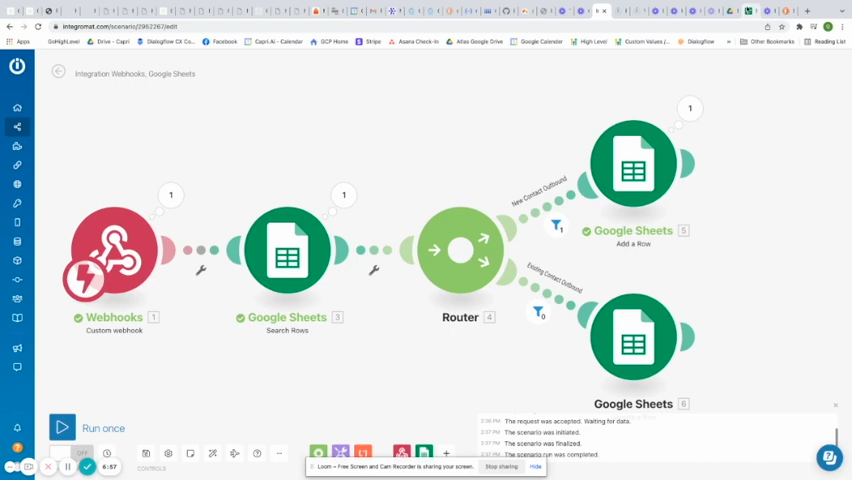 integromat.com/scenario/2952267/edit
Apps
GoHighLevel
Drive - Capri
Dialogflow CX Co...
Facebook
Capri.Ai - Calendar
GCP Home
Stripe
Asana Check-In
Atlas Google Drive
Google Calendar
High Level
Custom Values /...
Dialogflow
»
Other Bookmarks
Reading List
Integration Webhooks, Google Sheets
1
1
1
New Contact Outbound
1
Google Sheets 5
Add a Row
Existing Contact Outbound
0
Webhooks 1
Custom webhook
Google Sheets 3
Search Rows
Router 4
Google Sheets 6
Run once
OFF
CONTROLS
2:36 PM The request was accepted. Waiting for data.
2:37 PM The scenario was initiated.
2:37 PM The scenario was finalized.
2:37 PM The scenario run was completed.
6:57
Loom – Free Screen and Cam Recorder is sharing your screen.
Stop sharing
Hide